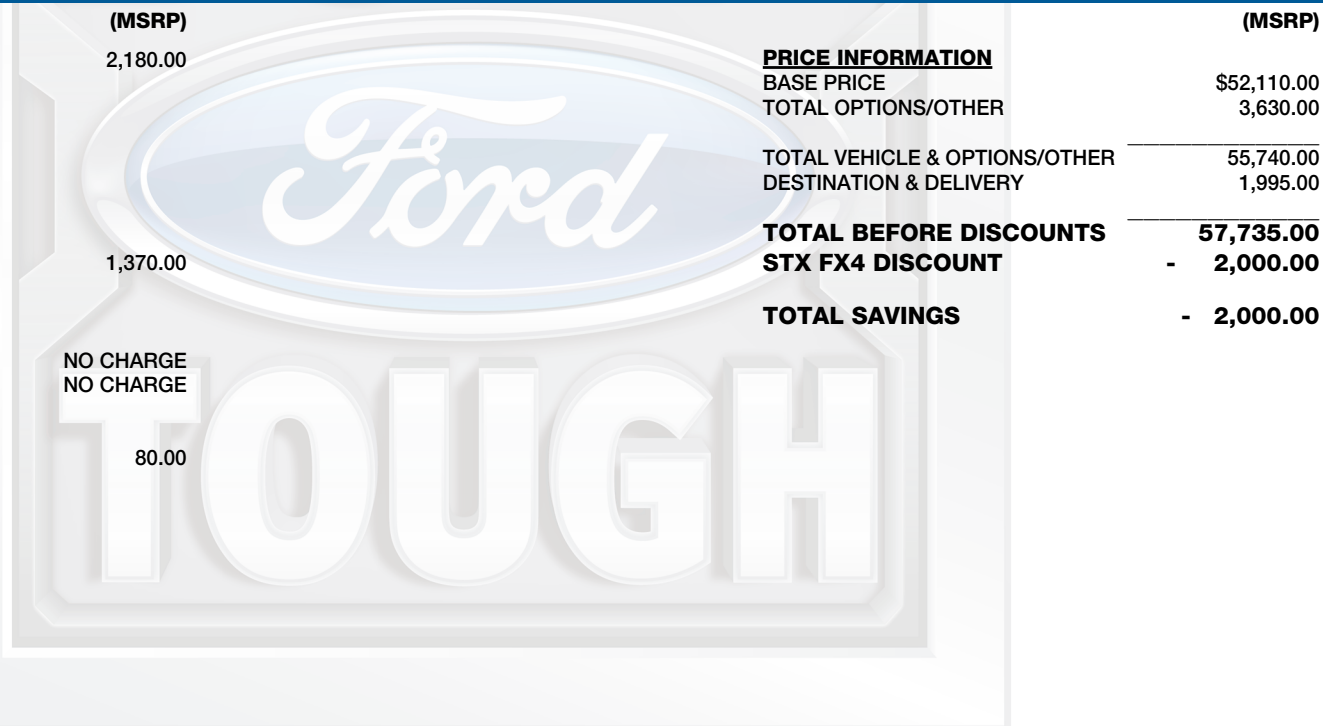 (MSRP)
2,180.00
1,370.00
NO CHARGE
NO CHARGE
80.00
Ford
TOUGH
(MSRP)
PRICE INFORMATION
BASE PRICE $52,110.00
TOTAL OPTIONS/OTHER 3,630.00
TOTAL VEHICLE & OPTIONS/OTHER 55,740.00
DESTINATION & DELIVERY 1,995.00
TOTAL BEFORE DISCOUNTS 57,735.00
STX FX4 DISCOUNT - 2,000.00
TOTAL SAVINGS - 2,000.00